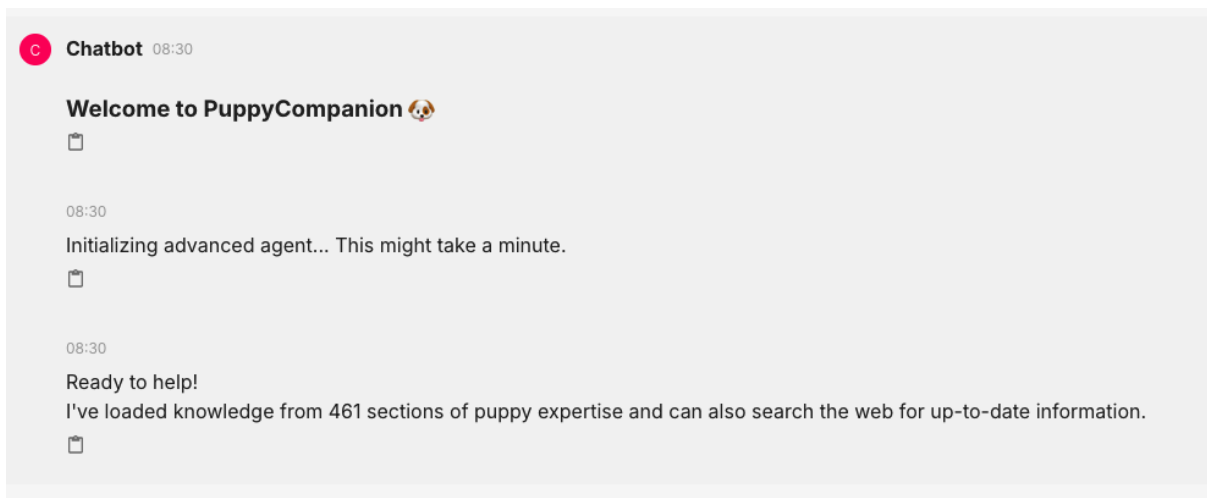 C Chatbot 08:30
Welcome to PuppyCompanion 🐶
08:30
Initializing advanced agent... This might take a minute.
08:30
Ready to help!
I've loaded knowledge from 461 sections of puppy expertise and can also search the web for up-to-date information.